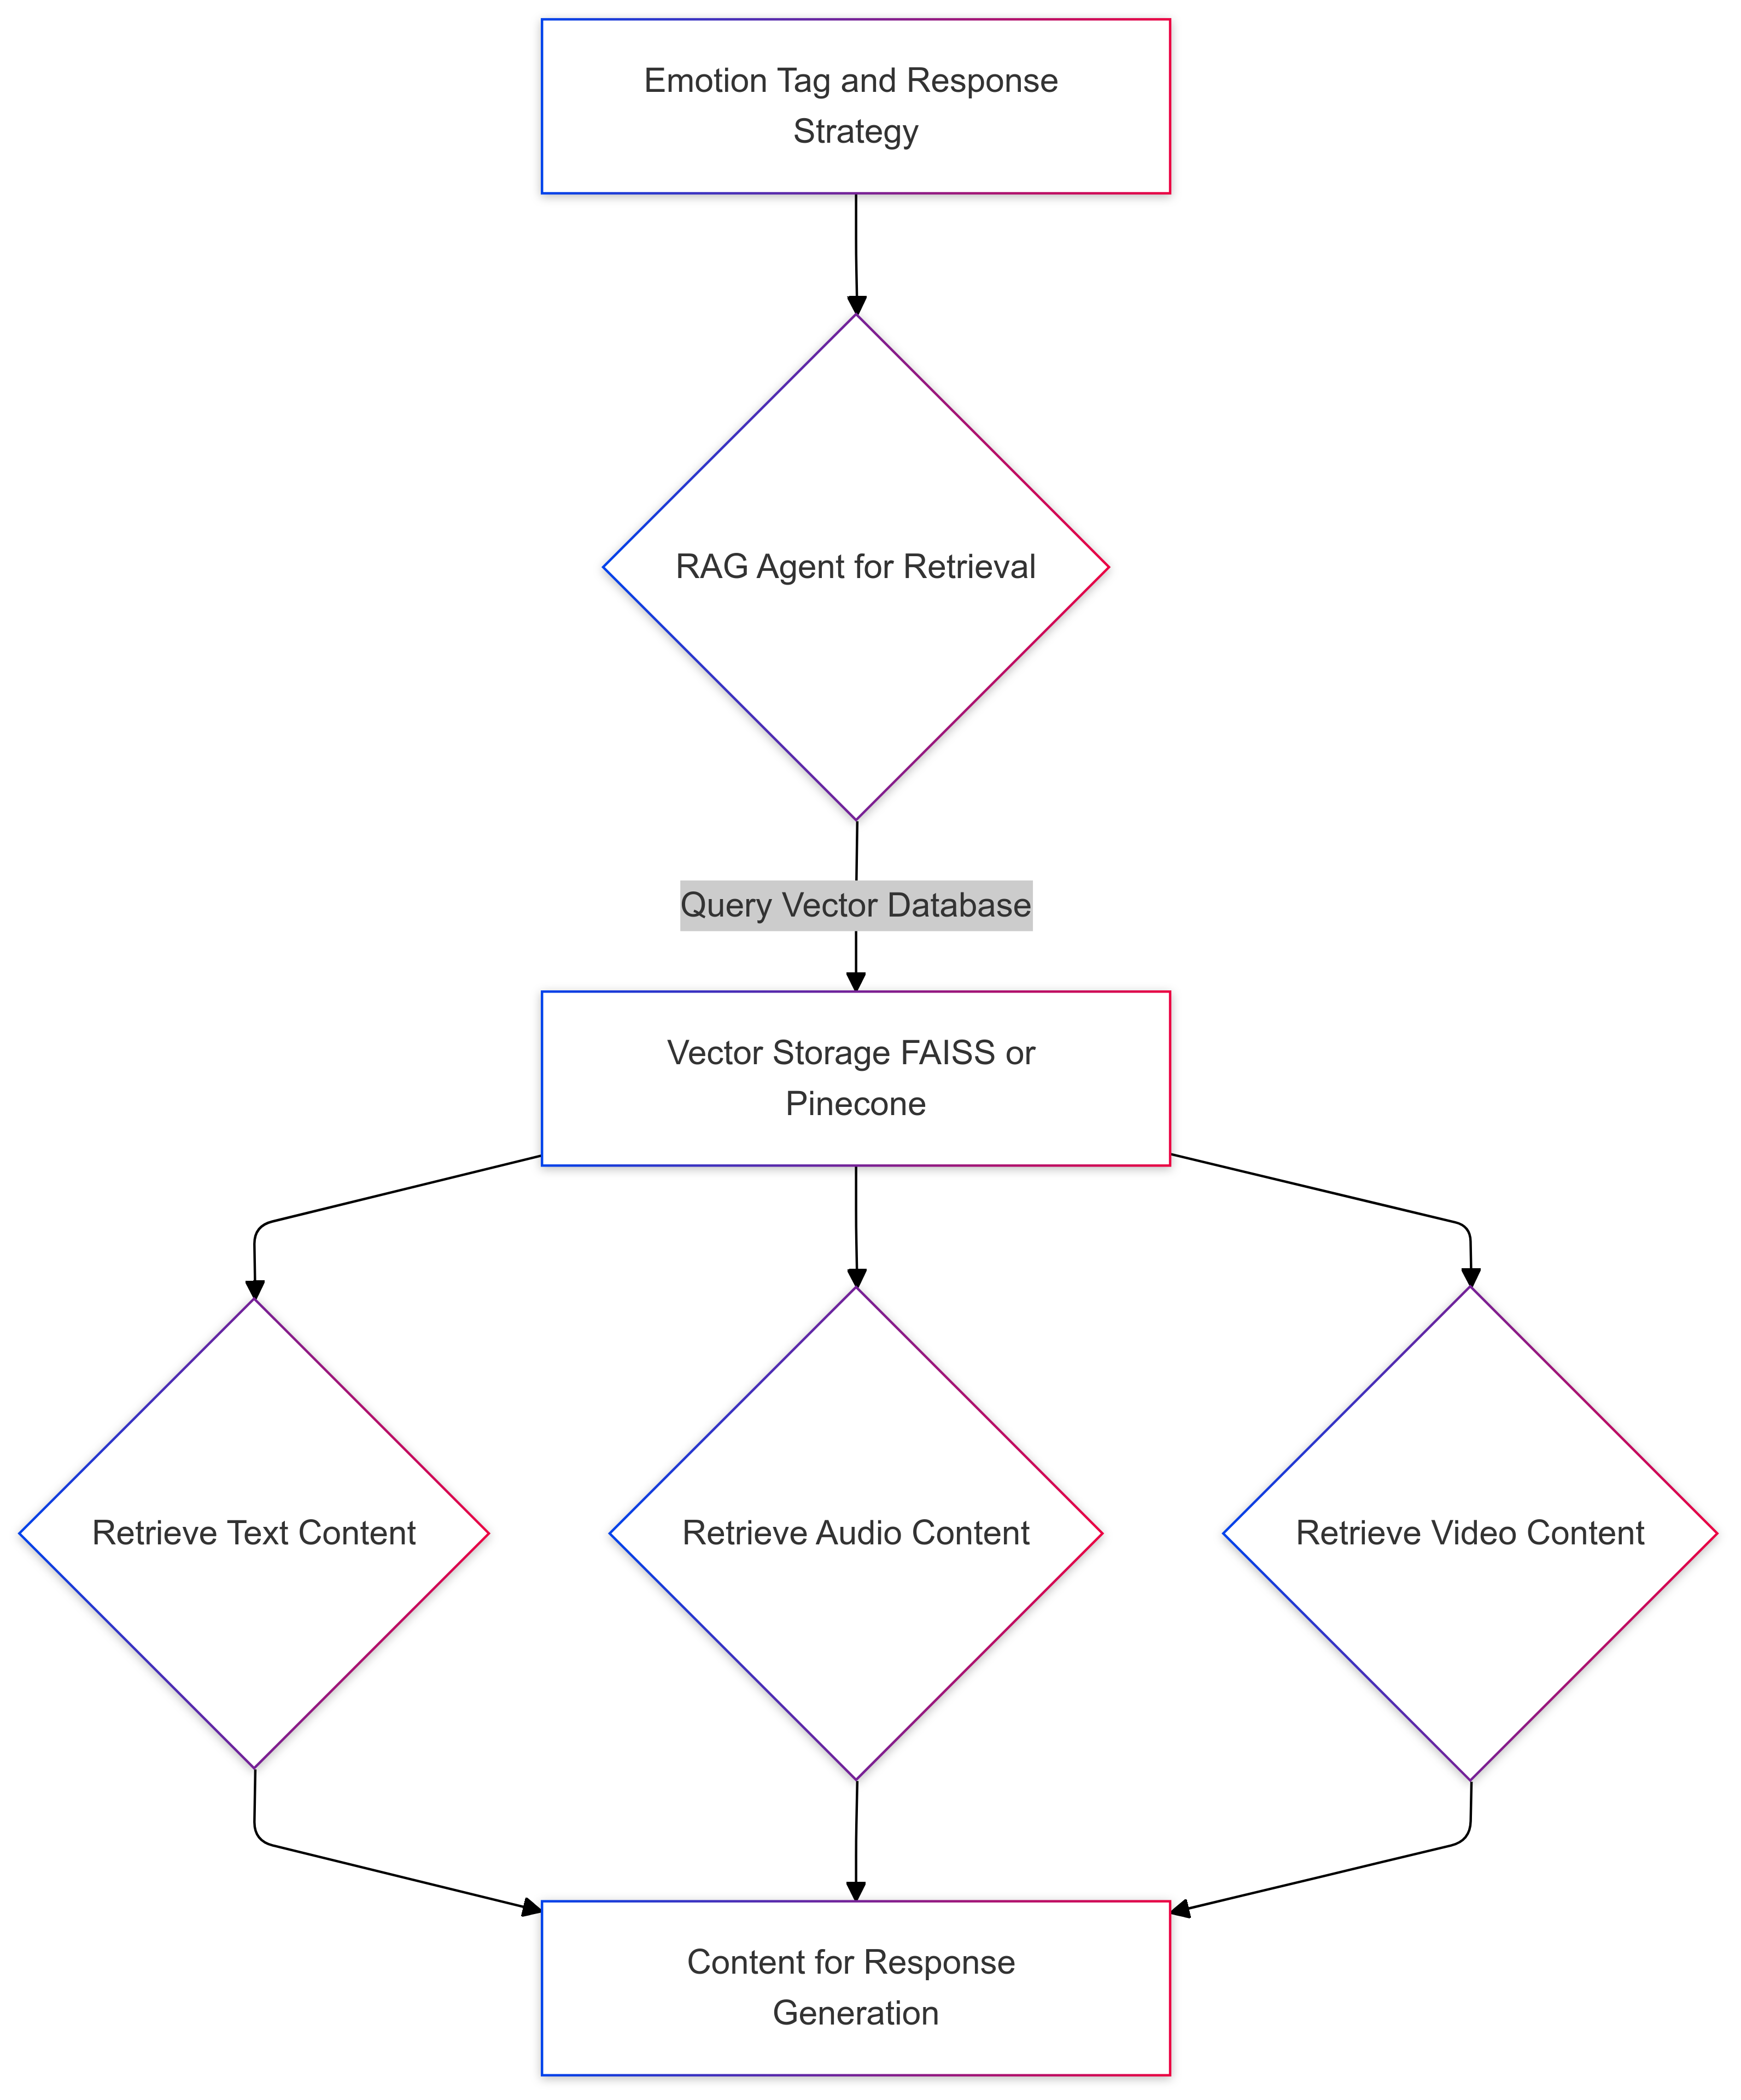 Emotion Tag and Response
Strategy
RAG Agent for Retrieval
Query Vector Database
Vector Storage FAISS or
Pinecone
Retrieve Text Content
Retrieve Audio Content
Retrieve Video Content
Content for Response
Generation